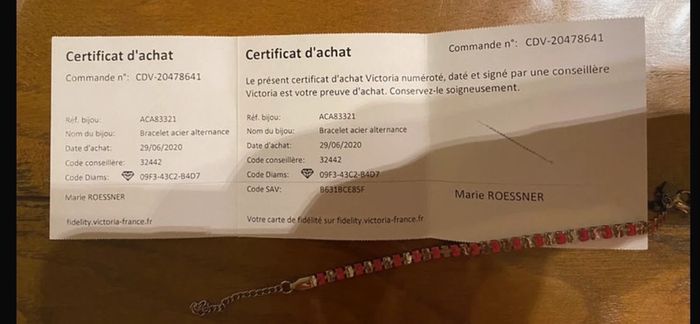 Certificat d'achat
Commande n°: CDV-20478641
Réf. bijou: ACA83321
Nom du bijou: Bracelet acier alternance
Date d'achat: 29/06/2020
Code conseillère: 32442
Code Diams: 09F3-43C2-B4D7
Marie ROESSNER
fidelity.victoria-france.fr
Certificat d'achat
Commande n°: CDV-20478641
Le présent certificat d'achat Victoria numéroté, daté et signé par une conseillère
Victoria est votre preuve d'achat. Conservez-le soigneusement.
Réf. bijou: ACA83321
Nom du bijou: Bracelet acier alternance
Date d'achat: 29/06/2020
Code conseillère: 32442
Code Diams: 09F3-43C2-B4D7
Code SAV: B631BCE85F
Marie ROESSNER
Votre carte de fidélité sur fidelity.victoria-france.fr